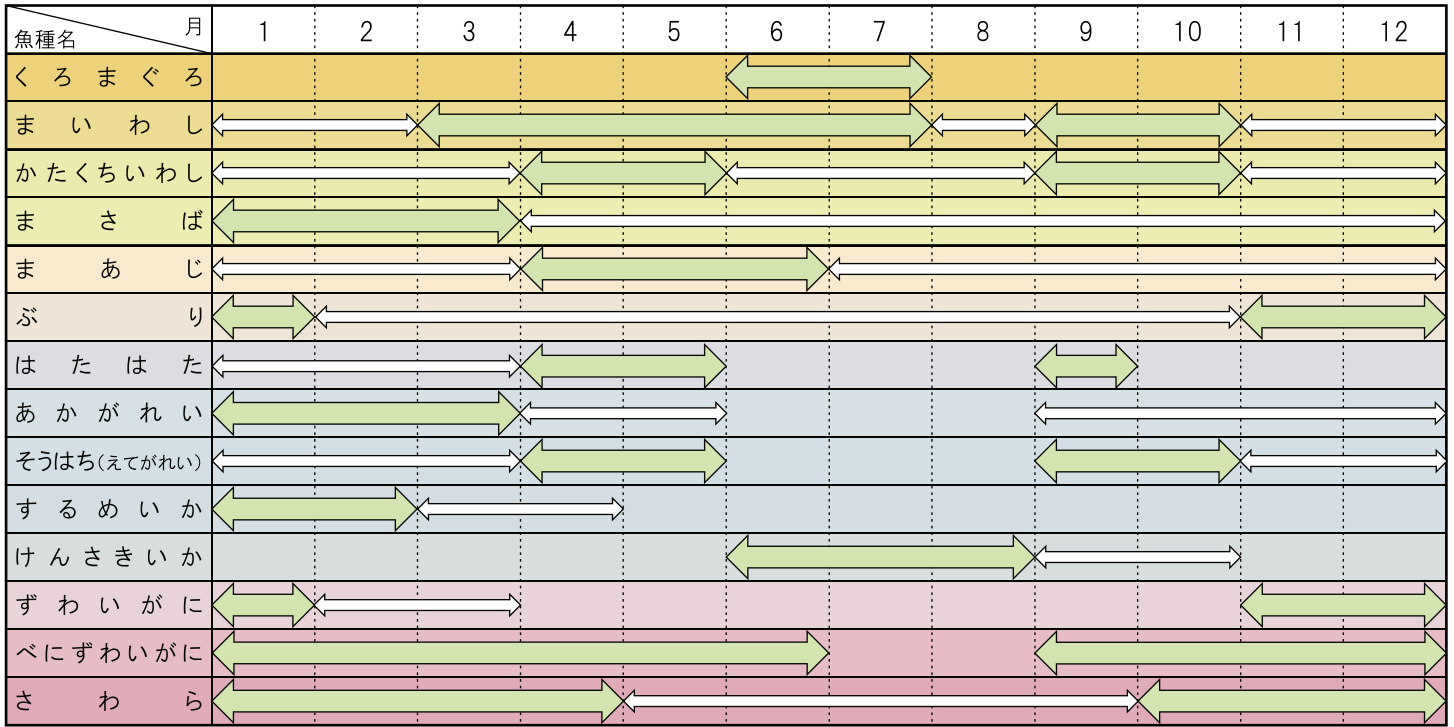 月 1 2 3 4 5 6 7 8 9 10 11 12
魚種名
くろまぐろ
まいわし
かたくちいわし
まさば
まあじ
ぶり
はたはた
あかがれい
そうはち(えてがれい)
するめいか
けんさきいか
ずわいがに
べにずわいがに
さわら